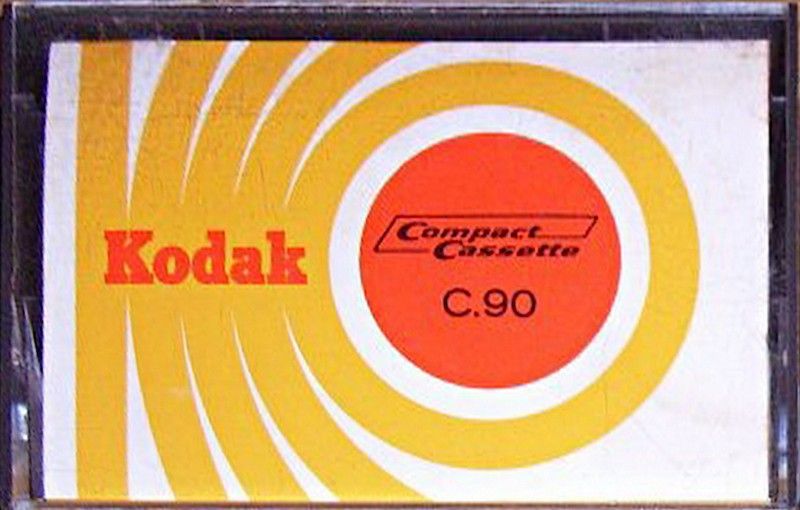 Kodak
Compact
Cassette
C.90